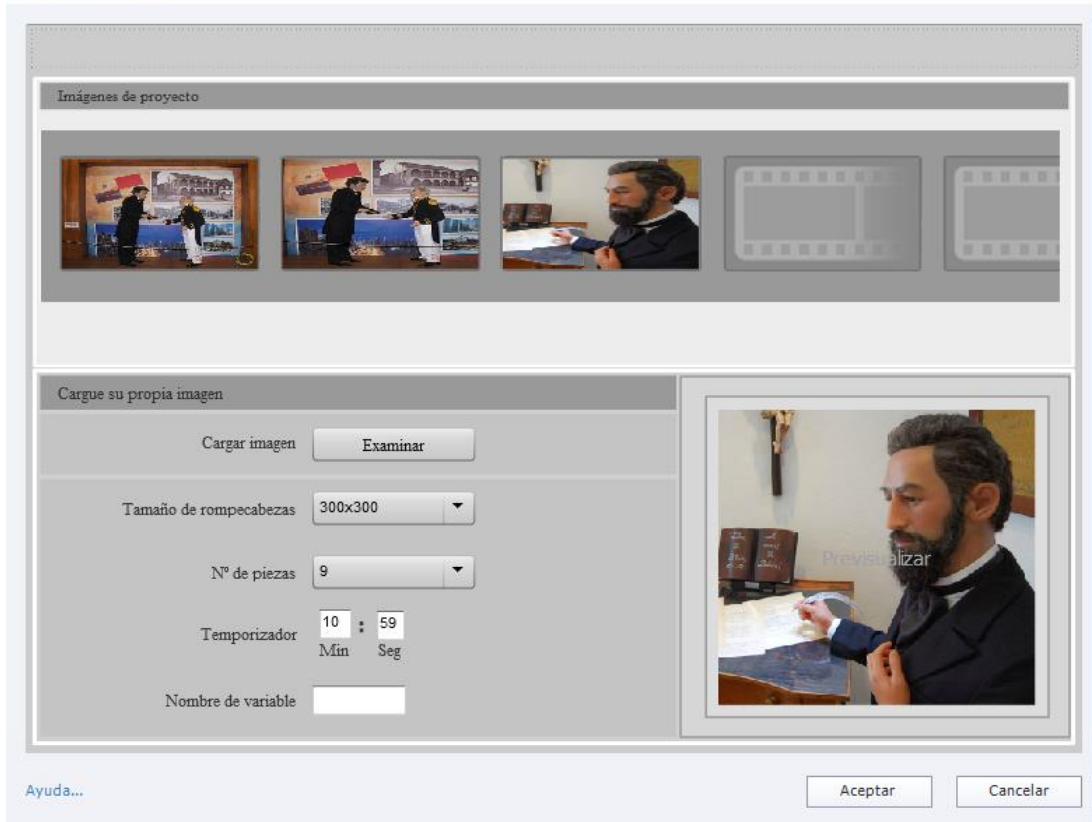 Imágenes de proyecto
Cargue su propia imagen
Cargar imagen
Examinar
Tamaño de rompecabezas
300x300
Nº de piezas
9
Temporizador
10 : 59
Min Seg
Nombre de variable
Previsualizar
Ayuda...
Aceptar
Cancelar